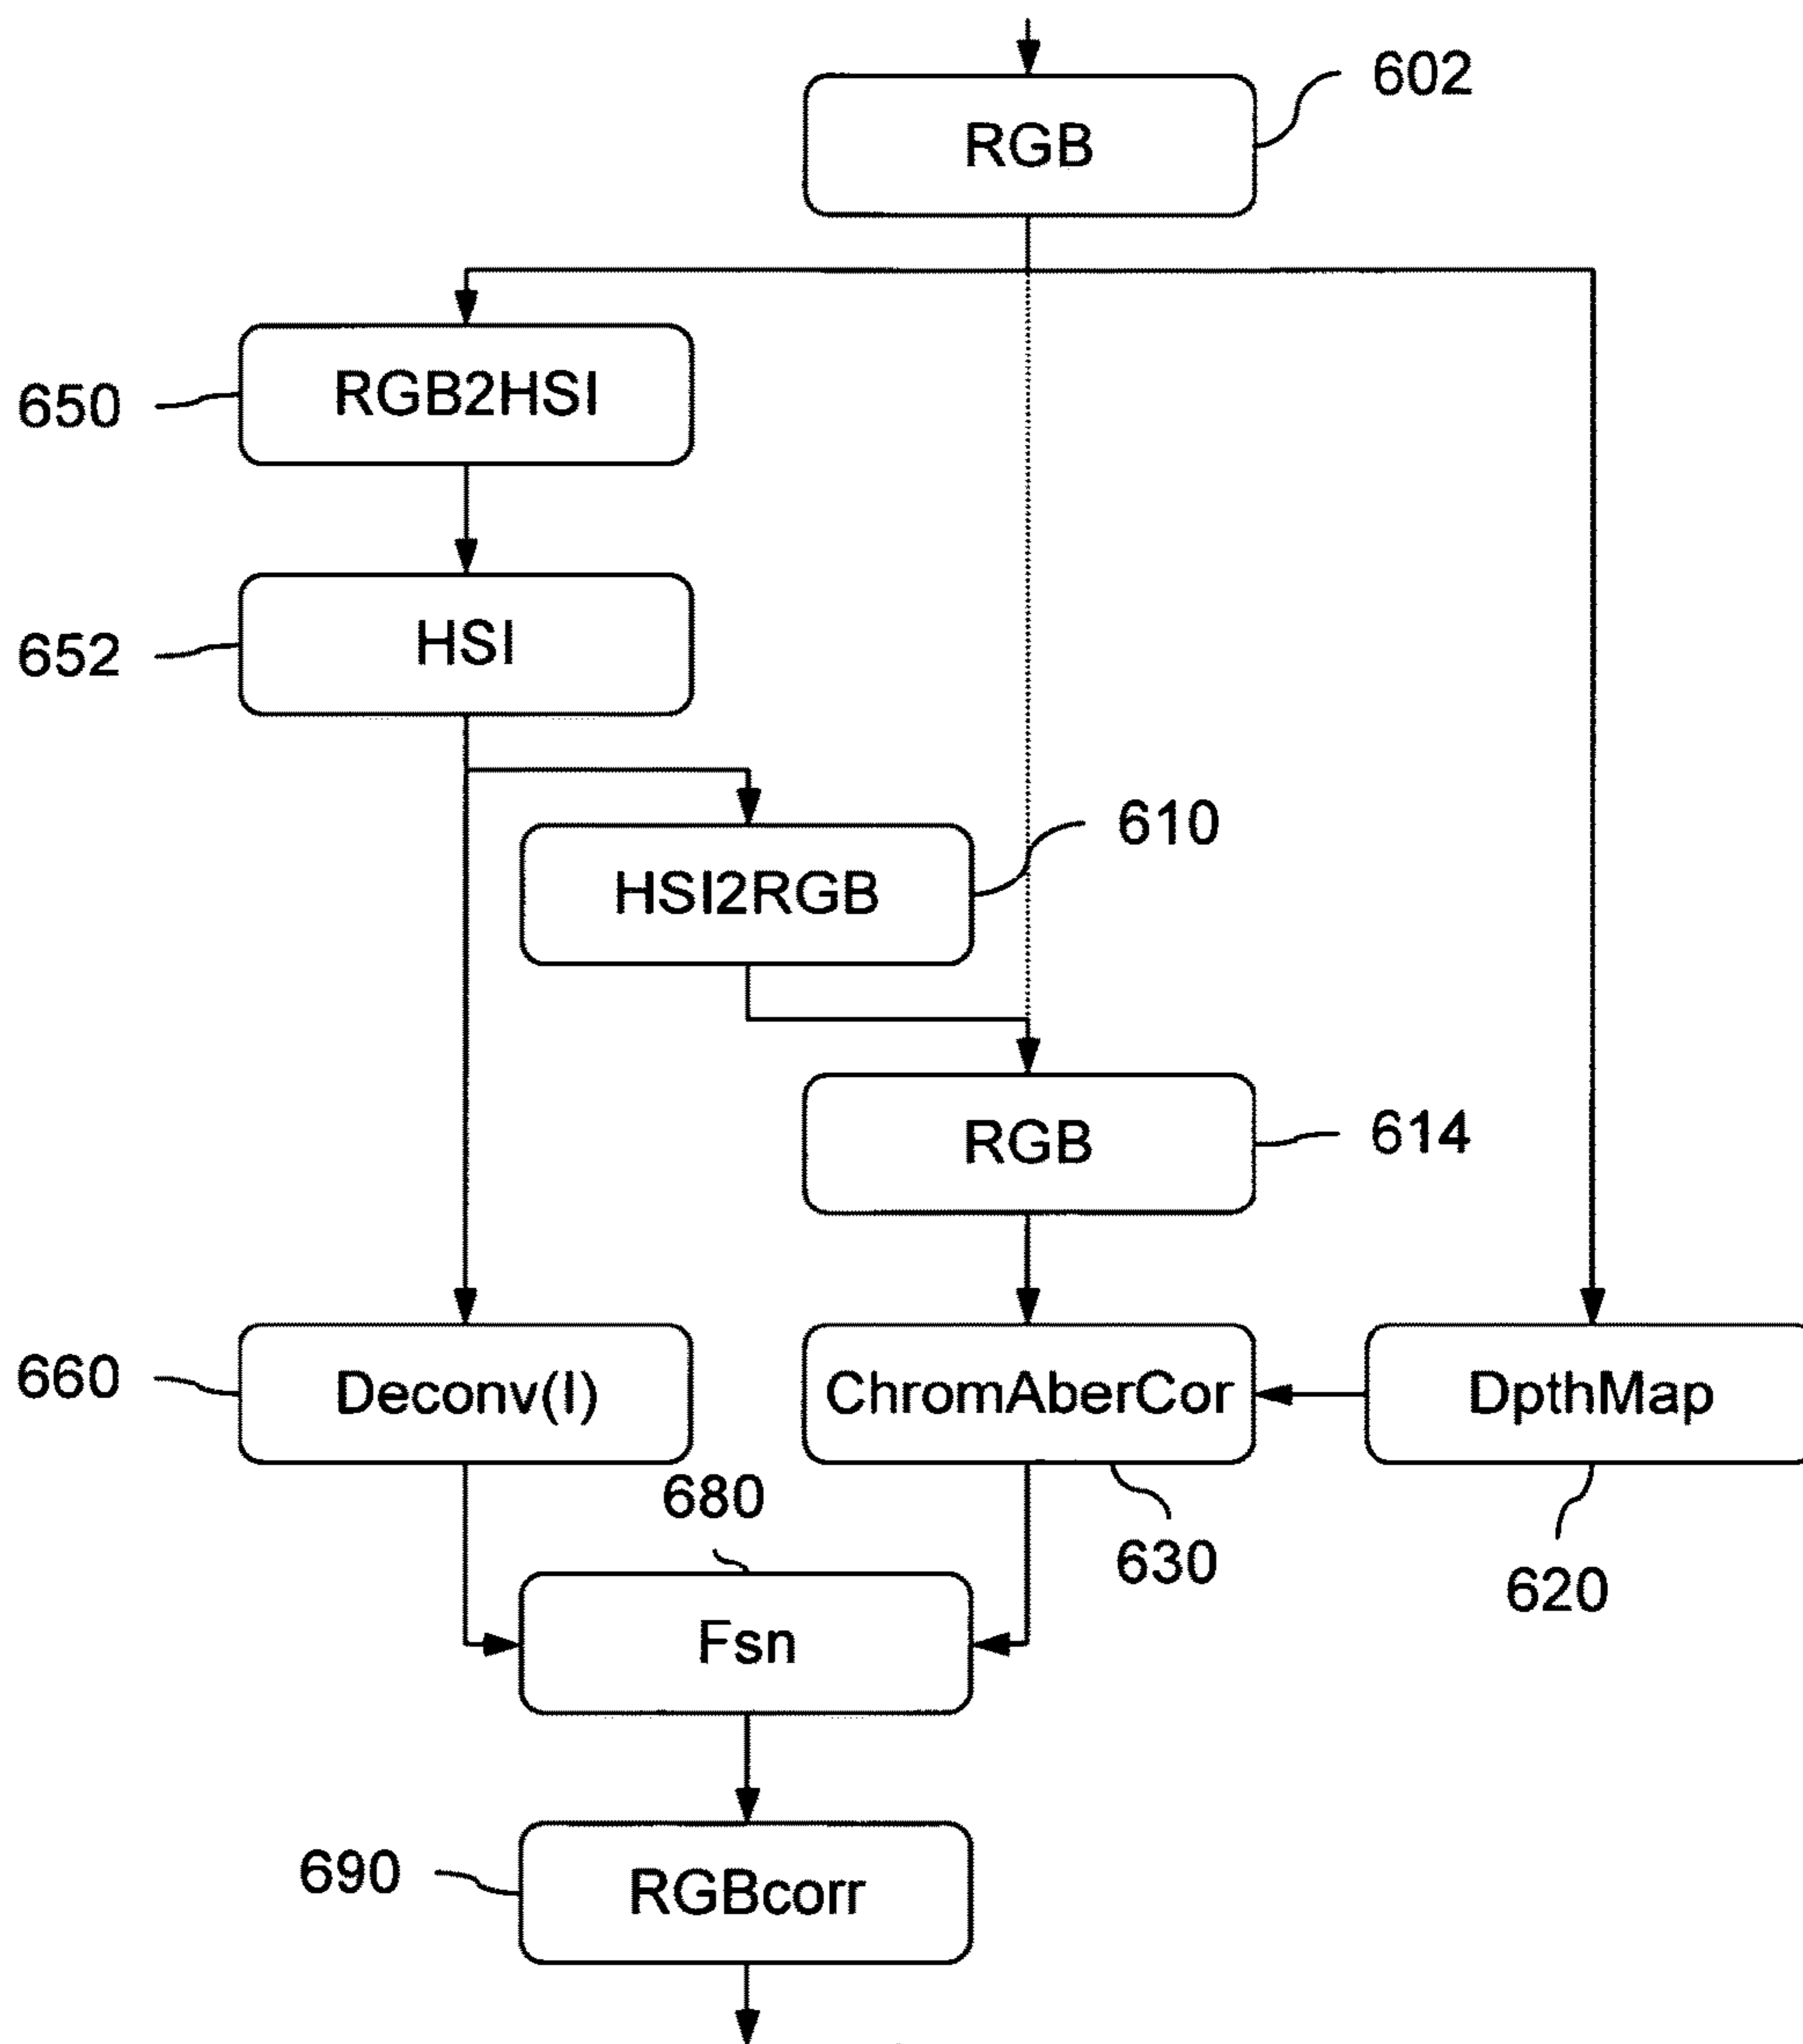 602
RGB
650
RGB2HSI
652
HSI
610
HSI2RGB
RGB
614
660
Deconv(I)
ChromAberCor
DpthMap
680
630
620
Fsn
690
RGBcorr